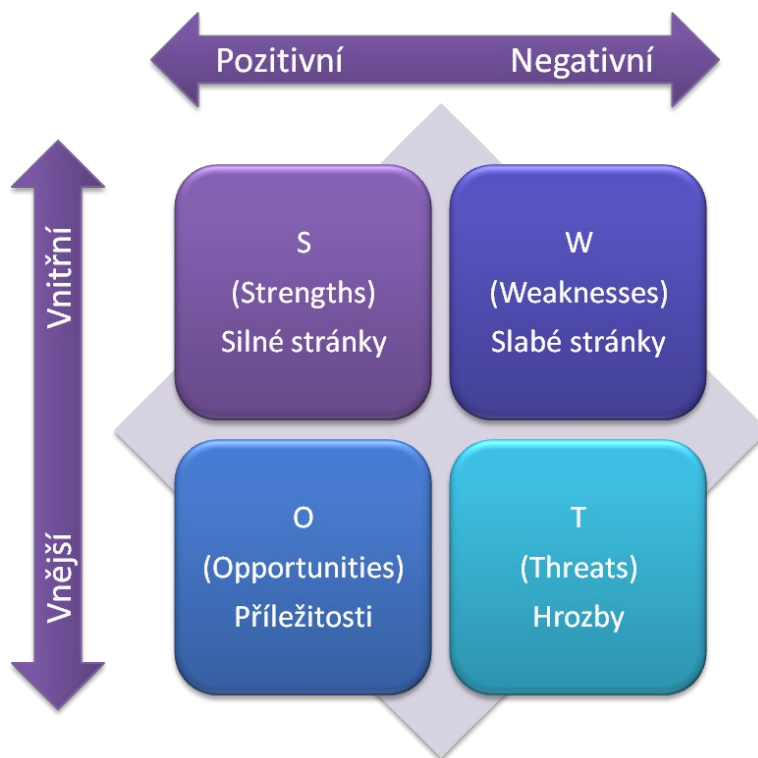 Pozitivní
Negativní
Vnitřní
Vnější
S
(Strengths)
Silné stránky
W
(Weaknesses)
Slabé stránky
O
(Opportunities)
Příležitosti
T
(Threats)
Hrozby